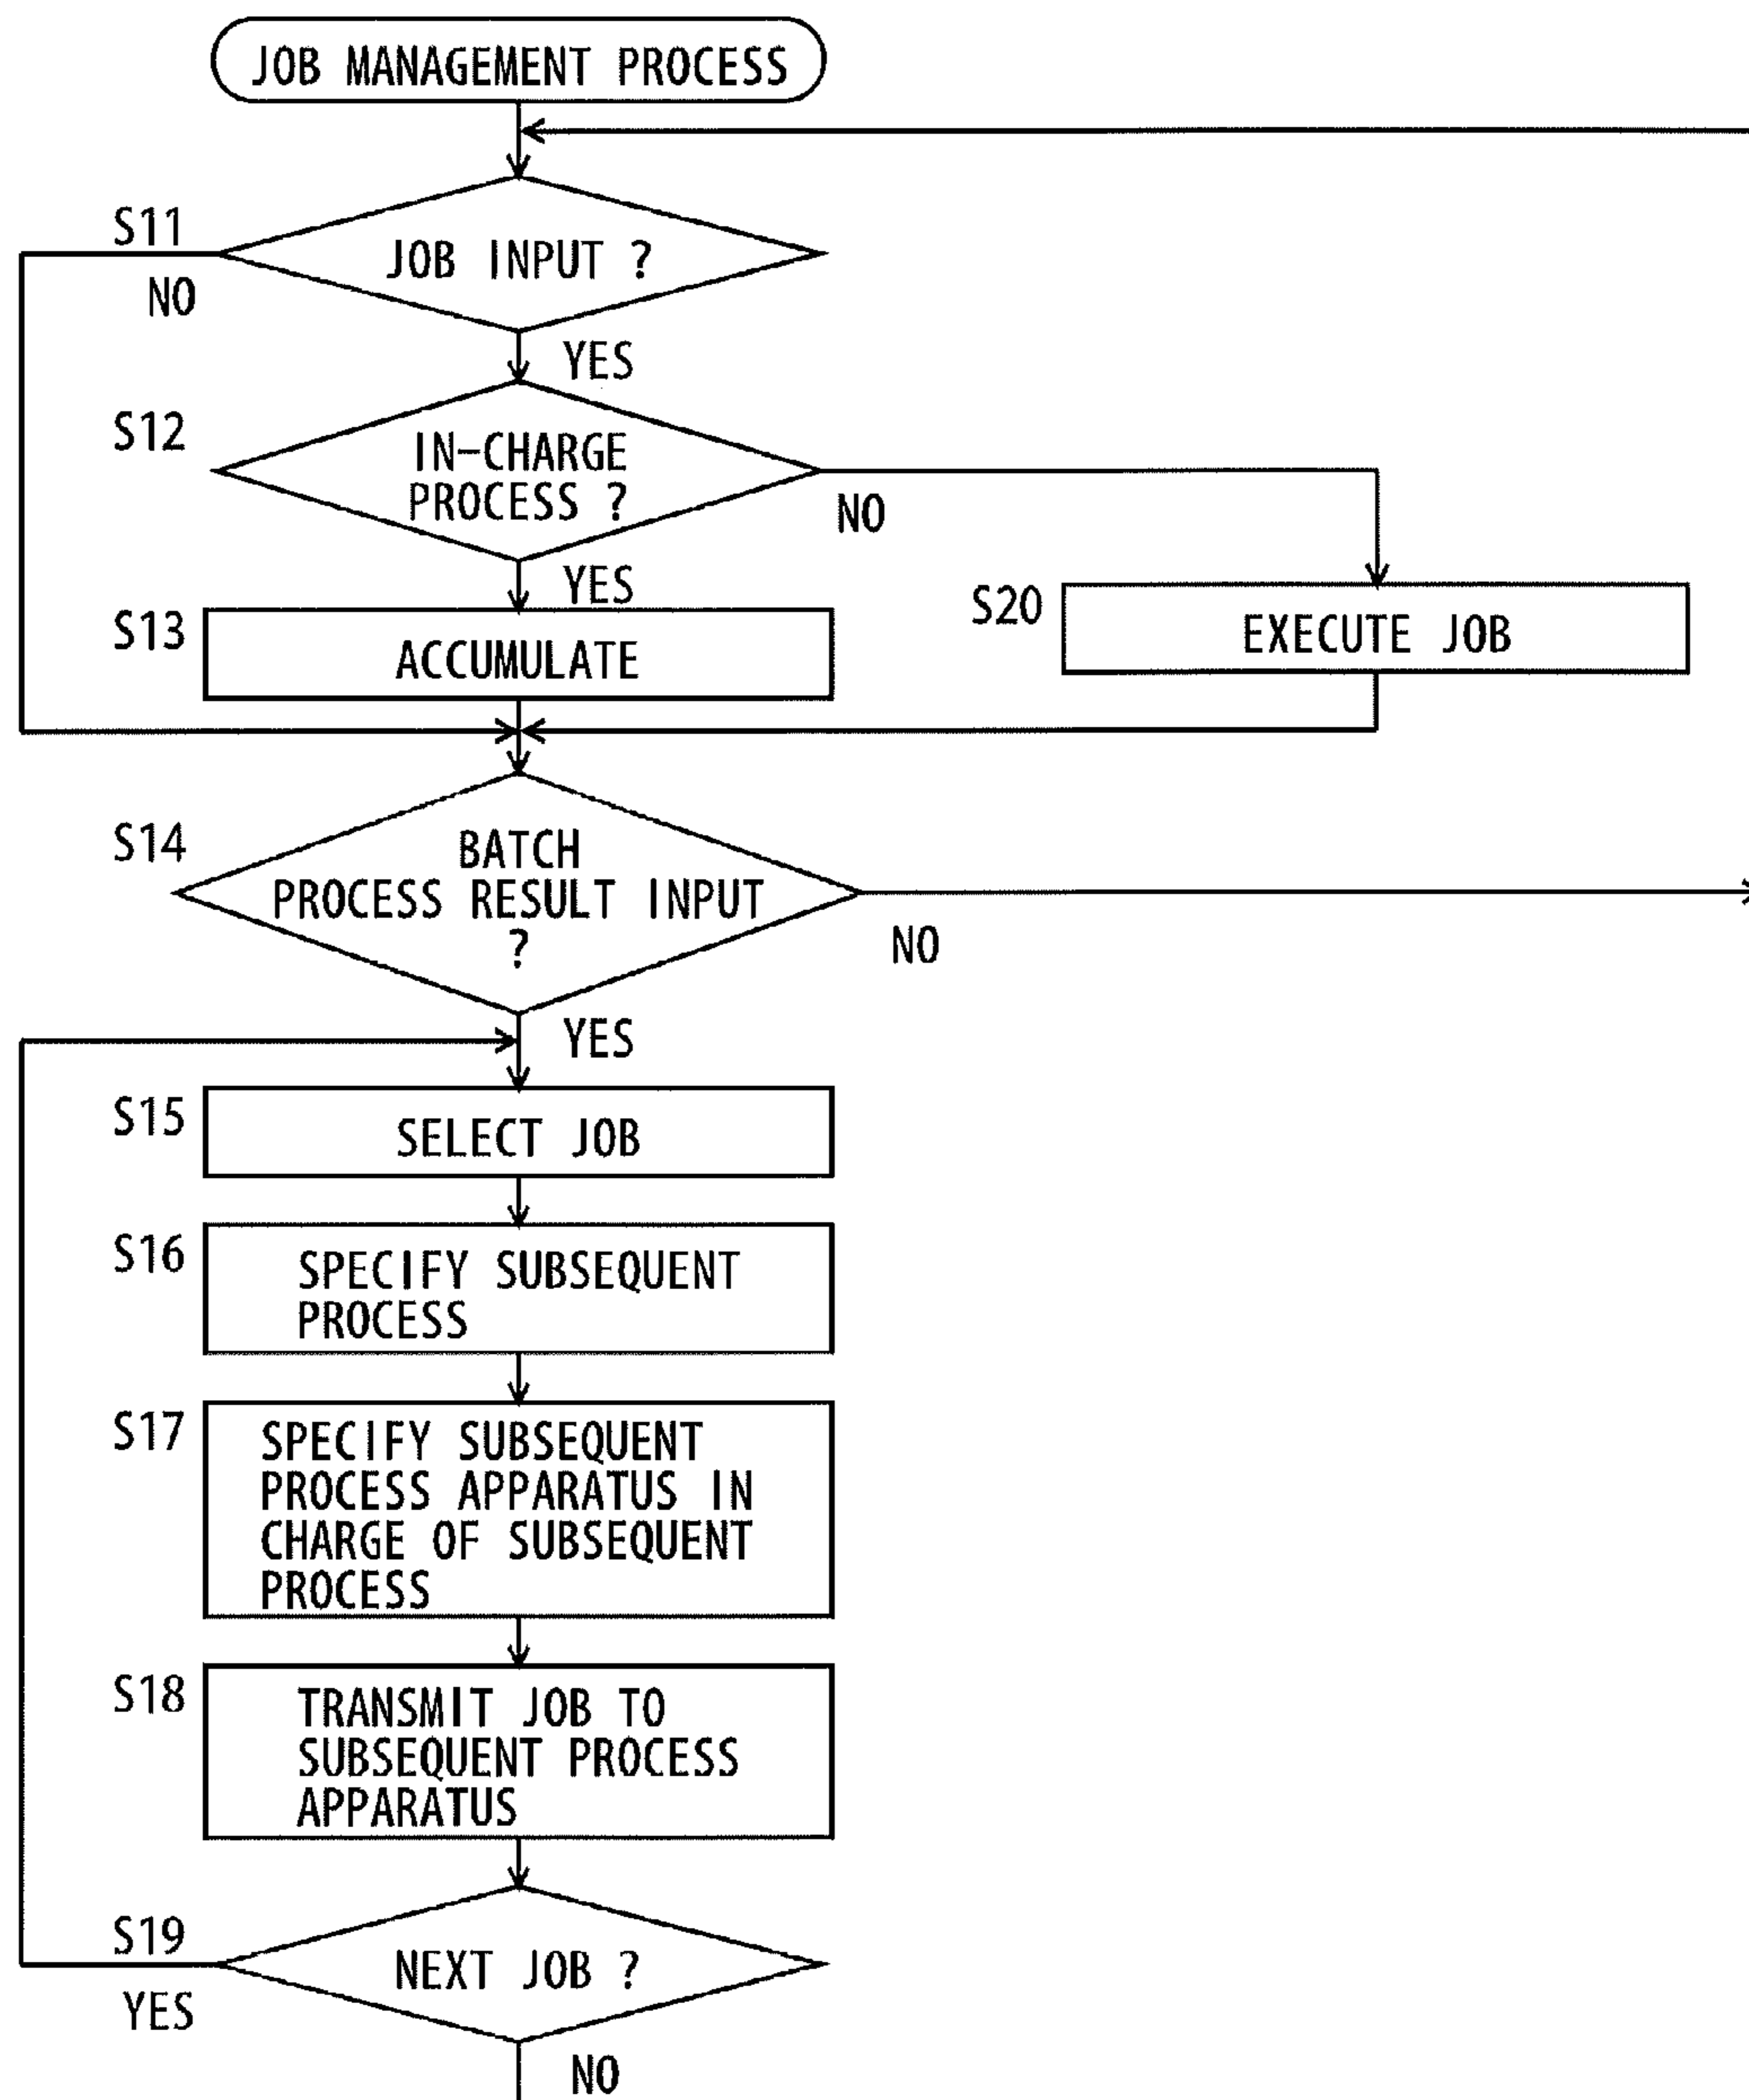 JOB MANAGEMENT PROCESS
S11
JOB INPUT ?
NO
YES
S12
IN-CHARGE
PROCESS ?
NO
YES
S13
ACCUMULATE
S20
EXECUTE JOB
S14
BATCH
PROCESS RESULT INPUT
?
NO
YES
S15
SELECT JOB
S16
SPECIFY SUBSEQUENT
PROCESS
S17
SPECIFY SUBSEQUENT
PROCESS APPARATUS IN
CHARGE OF SUBSEQUENT
PROCESS
S18
TRANSMIT JOB TO
SUBSEQUENT PROCESS
APPARATUS
S19
NEXT JOB ?
YES
NO